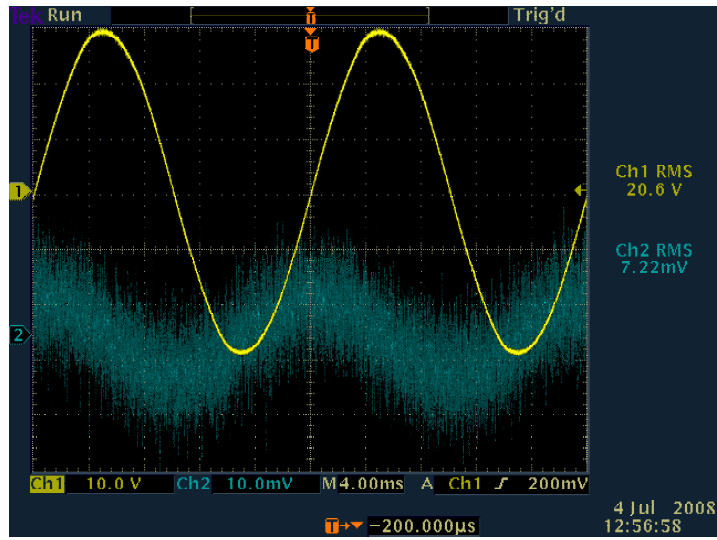 Tek Run Trig'd
T
T
1
Ch1 RMS
20.6 V
Ch2 RMS
7.22mV
2
Ch1 10.0 V Ch2 10.0mV M 4.00ms A Ch1 200mV
4 Jul 2008
T -200.000µs 12:56:58